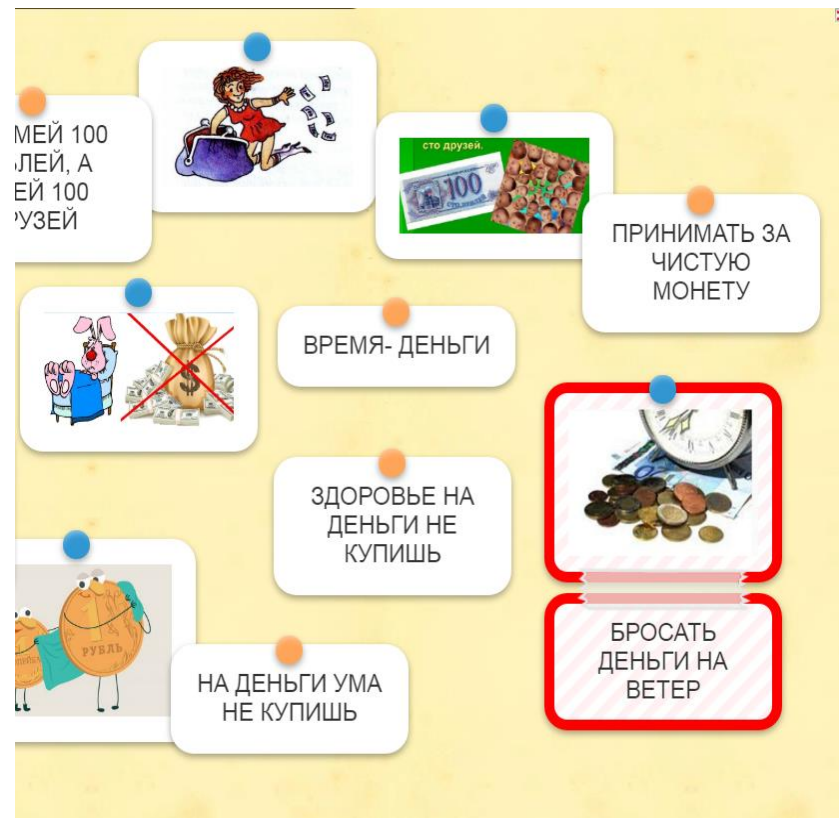 МЕЙ 100
ЛЕЙ, А
ЕЙ 100
РУЗЕЙ
сто друзей.
100
ПРИНИМАТЬ ЗА
ЧИСТУЮ
МОНЕТУ
ВРЕМЯ- ДЕНЬГИ
$
ЗДОРОВЬЕ НА
ДЕНЬГИ НЕ
КУПИШЬ
1
РУБЛЬ
БРОСАТЬ
ДЕНЬГИ НА
ВЕТЕР
НА ДЕНЬГИ УМА
НЕ КУПИШЬ